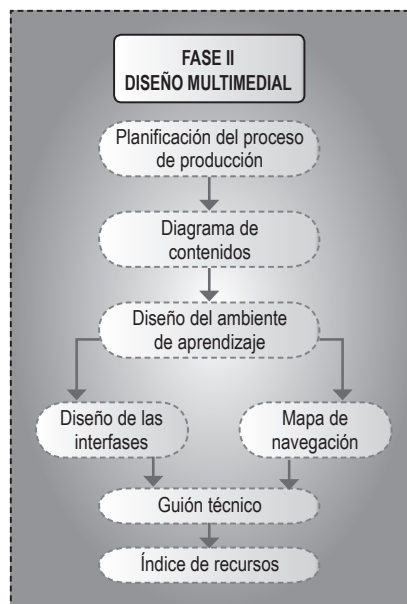 FASE II
DISEÑO MULTIMEDIAL
Planificación del proceso
de producción
Diagrama de
contenidos
Diseño del ambiente
de aprendizaje
Diseño de las
interfases
Mapa de
navegación
Guión técnico
Índice de recursos